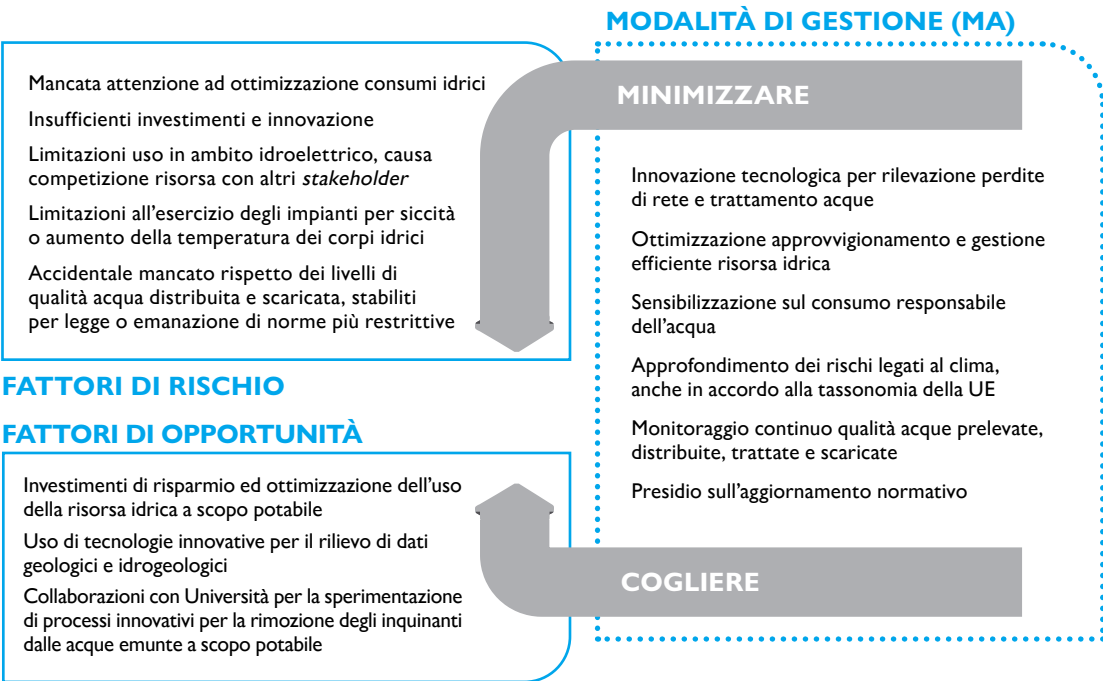 Mancata attenzione ad ottimizzazione consumi idrici
Insufficienti investimenti e innovazione
Limitazioni uso in ambito idroelettrico, causa
competizione risorsa con altri stakeholder
Limitazioni all'esercizio degli impianti per siccità
o aumento della temperatura dei corpi idrici
Accidentale mancato rispetto dei livelli di
qualità acqua distribuita e scaricata, stabiliti
per legge o emanazione di norme più restrittive
FATTORI DI RISCHIO
FATTORI DI OPPORTUNITÀ
Investimenti di risparmio ed ottimizzazione dell'uso
della risorsa idrica a scopo potabile
Uso di tecnologie innovative per il rilievo di dati
geologici e idrogeologici
Collaborazioni con Università per la sperimentazione
di processi innovativi per la rimozione degli inquinanti
dalle acque emunte a scopo potabile
MODALITÀ DI GESTIONE (MA)
MINIMIZZARE
Innovazione tecnologica per rilevazione perdite
di rete e trattamento acque
Ottimizzazione approvvigionamento e gestione
efficiente risorsa idrica
Sensibilizzazione sul consumo responsabile
dell'acqua
Approfondimento dei rischi legati al clima,
anche in accordo alla tassonomia della UE
Monitoraggio continuo qualità acque prelevate,
distribuite, trattate e scaricate
Presidio sull'aggiornamento normativo
COGLIERE